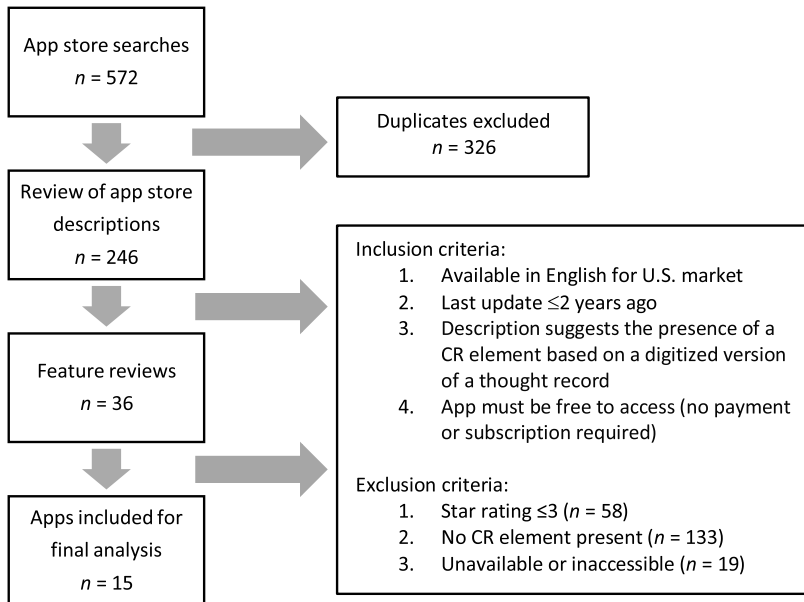 App store searches
n = 572
Duplicates excluded
n = 326
Review of app store
descriptions
n = 246
Feature reviews
n = 36
Apps included for
final analysis
n = 15
Inclusion criteria:
1. Available in English for U.S. market
2. Last update ≤2 years ago
3. Description suggests the presence of a
CR element based on a digitized version
of a thought record
4. App must be free to access (no payment
or subscription required)
Exclusion criteria:
1. Star rating ≤3 (n = 58)
2. No CR element present (n = 133)
3. Unavailable or inaccessible (n = 19)